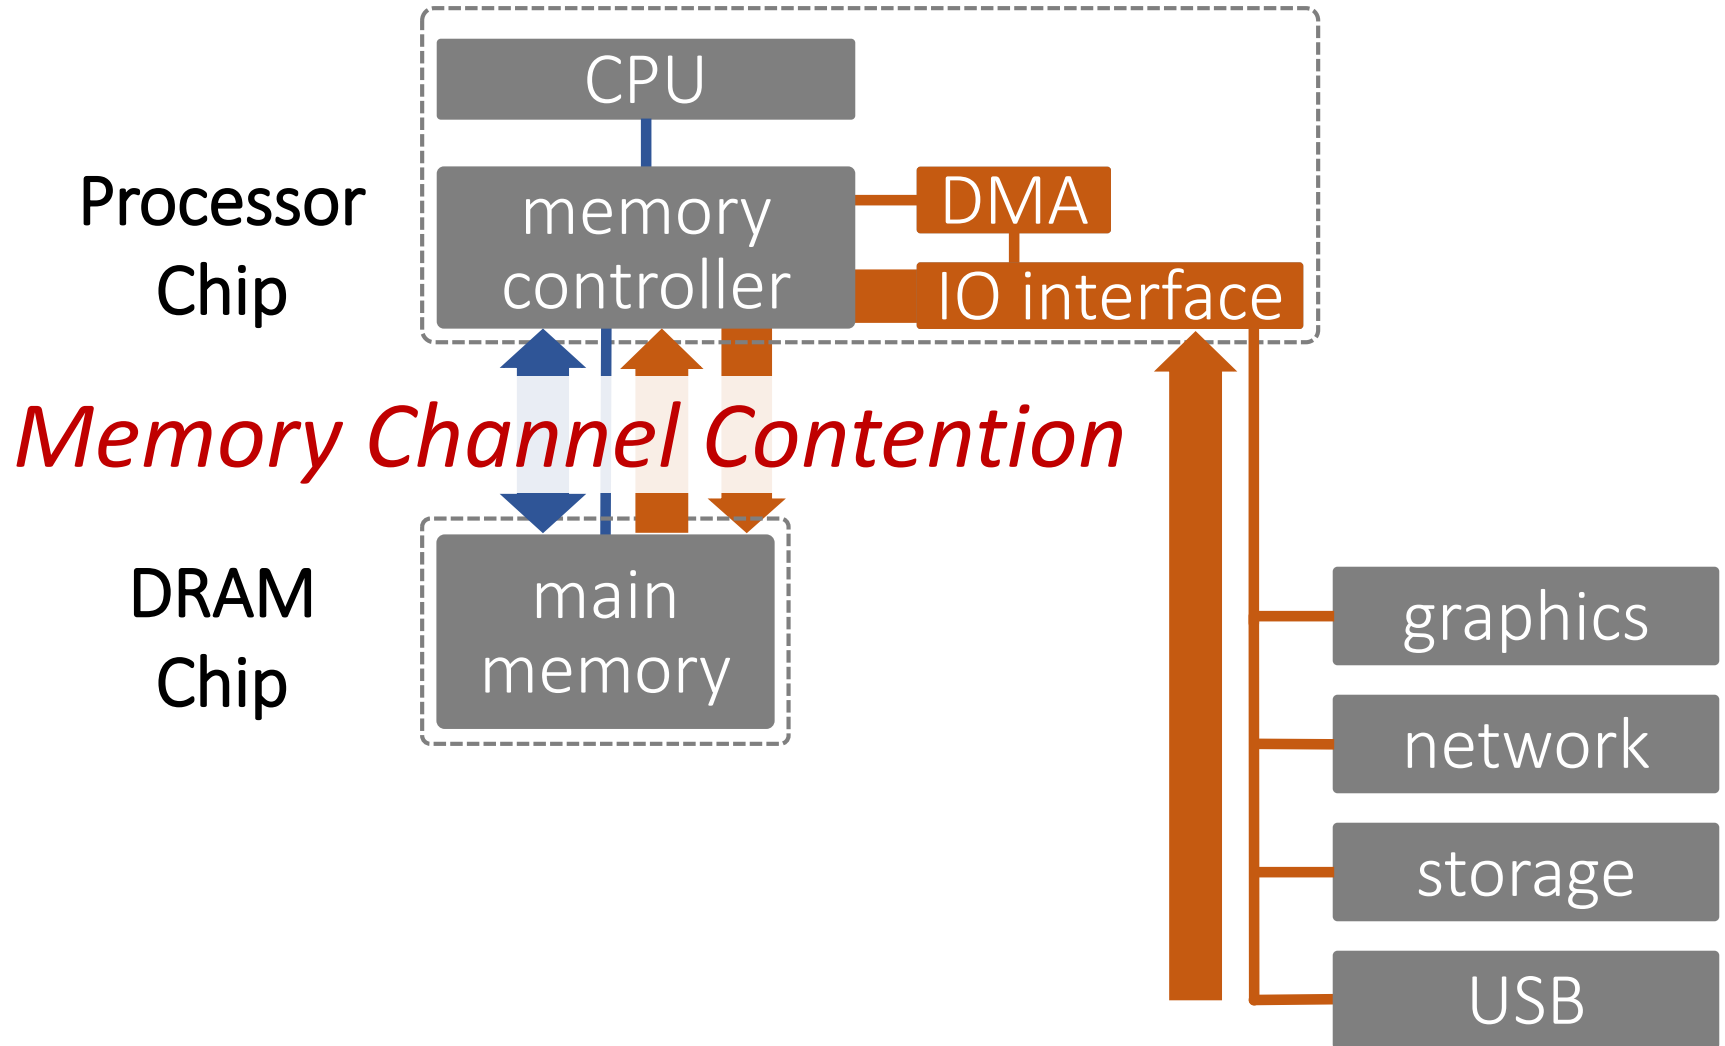 CPU
Processor
Chip
memory
controller
DMA
IO interface
Memory Channel Contention
DRAM
Chip
main
memory
graphics
network
storage
USB